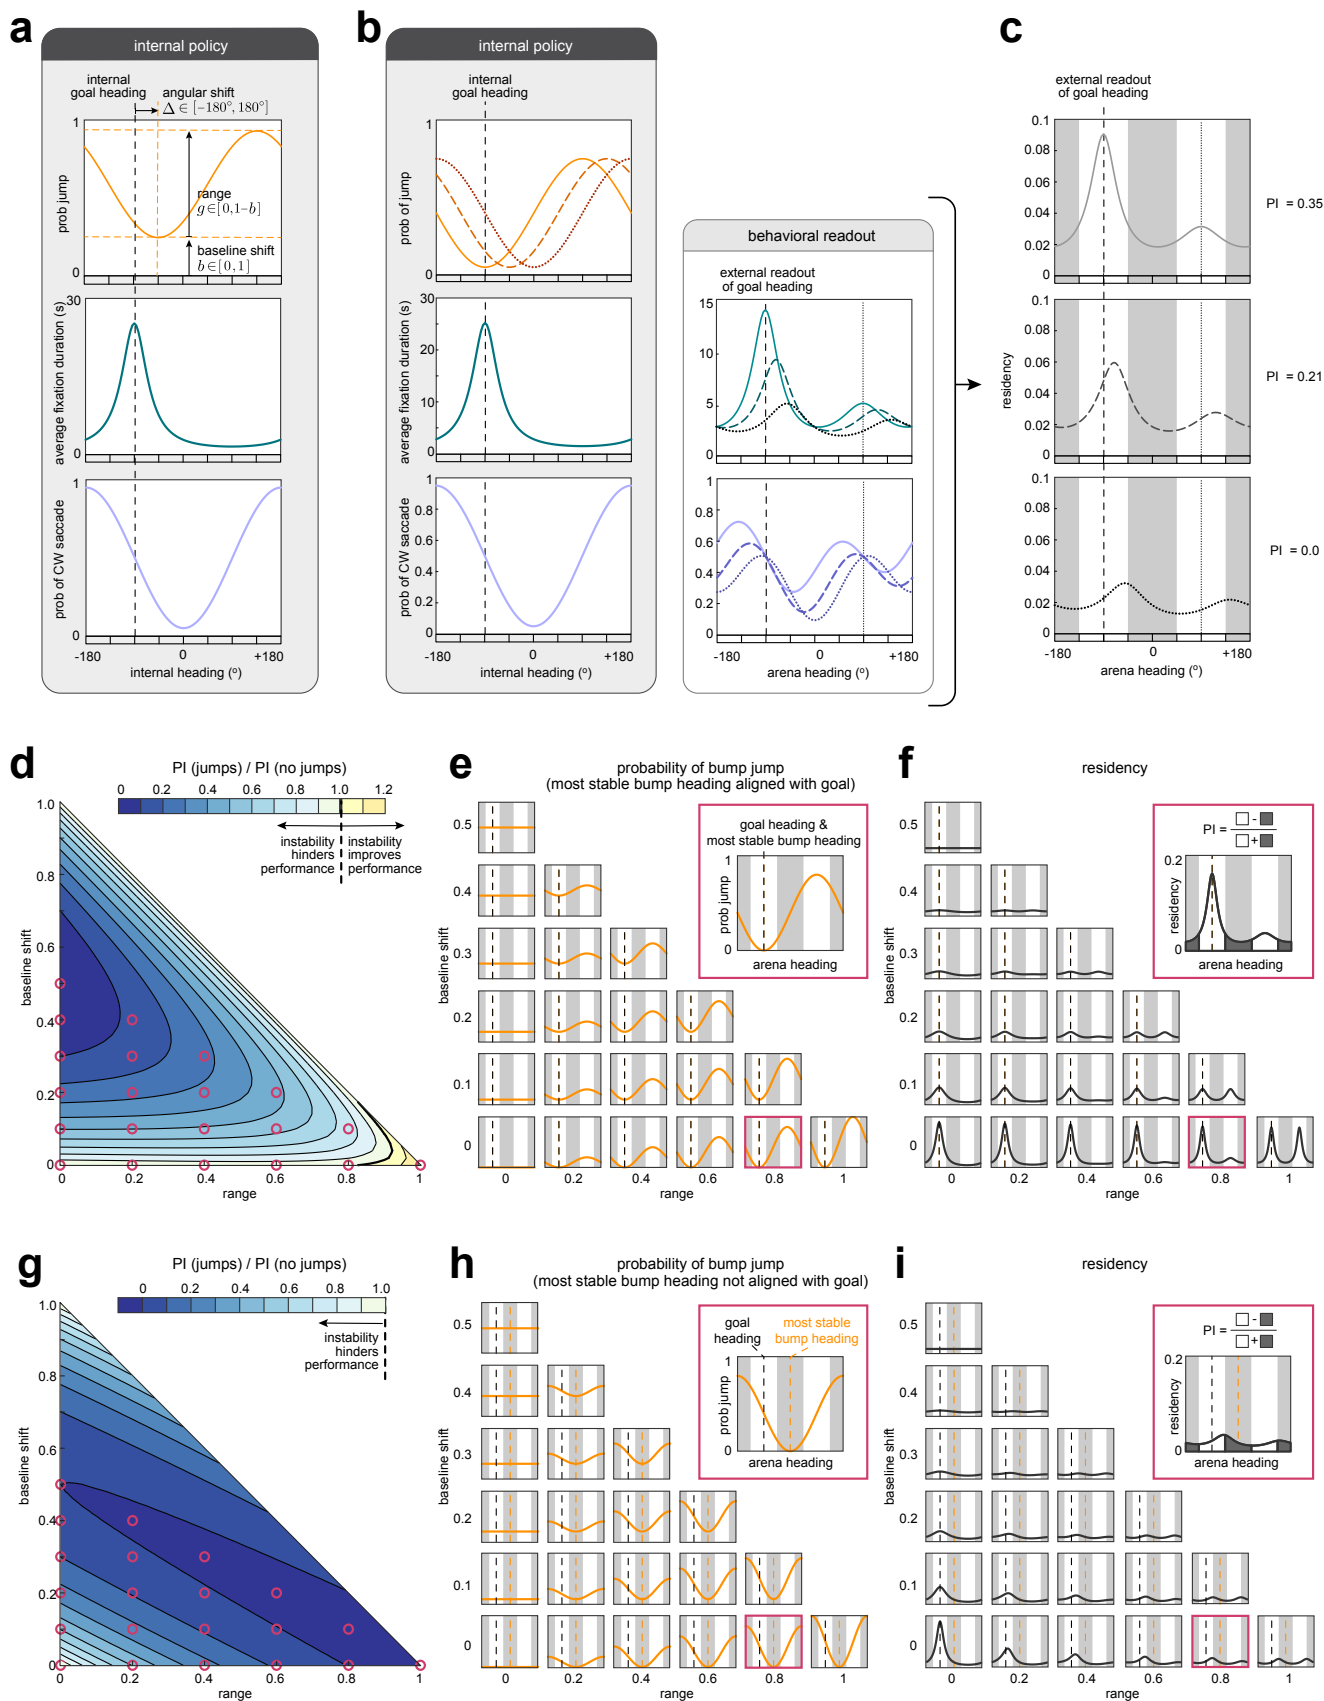 a
internal policy
internal
goal heading
angular shift
Δ ∈ [−180°, 180°]
1
prob jump
range
g∈[0,1−b]
baseline shift
b∈[0,1]
0
30
average fixation duration (s)
0
1
prob of CW saccade
0
-180 0 +180
internal heading (°)
b
internal policy
internal
goal heading
1
prob of jump
0
30
average fixation duration (s)
20
10
0
1
0.8
prob of CW saccade
0.6
0.4
0.2
0
-180 0 +180
internal heading (°)
behavioral readout
external readout
of goal heading
15
10
5
0
1
0.8
0.6
0.4
0.2
0
-180 0 +180
arena heading (°)
c
external readout
of goal heading
0.1
0.08
0.06
0.04
0.02
0
PI = 0.35
0.1
0.08
0.06
residency
0.04
0.02
0
PI = 0.21
0.1
0.08
0.06
0.04
0.02
0
PI = 0.0
-180 0 +180
arena heading (°)
d
PI (jumps) / PI (no jumps)
0 0.2 0.4 0.6 0.8 1.0 1.2
instability
hinders
performance
instability
improves
performance
1.0
0.8
0.6
baseline shift
0.4
0.2
0
0 0.2 0.4 0.6 0.8 1
range
e
probability of bump jump
(most stable bump heading aligned with goal)
0.5
0.4
0.3
baseline shift
0.2
0.1
0
0 0.2 0.4 0.6 0.8 1
range
goal heading &
most stable bump heading
1
prob jump
0
arena heading
f
residency
0.5
0.4
0.3
baseline shift
0.2
0.1
0
0 0.2 0.4 0.6 0.8 1
range
PI = □ - ■
□ + ■
0.2
residency
0
arena heading
g
PI (jumps) / PI (no jumps)
0 0.2 0.4 0.6 0.8 1.0
instability
hinders
performance
1.0
0.8
0.6
baseline shift
0.4
0.2
0
0 0.2 0.4 0.6 0.8 1
range
h
probability of bump jump
(most stable bump heading not aligned with goal)
0.5
0.4
0.3
baseline shift
0.2
0.1
0
0 0.2 0.4 0.6 0.8 1
range
goal
heading
most stable
bump heading
1
prob jump
0
arena heading
i
residency
0.5
0.4
0.3
baseline shift
0.2
0.1
0
0 0.2 0.4 0.6 0.8 1
range
PI = □ - ■
□ + ■
0.2
residency
0
arena heading